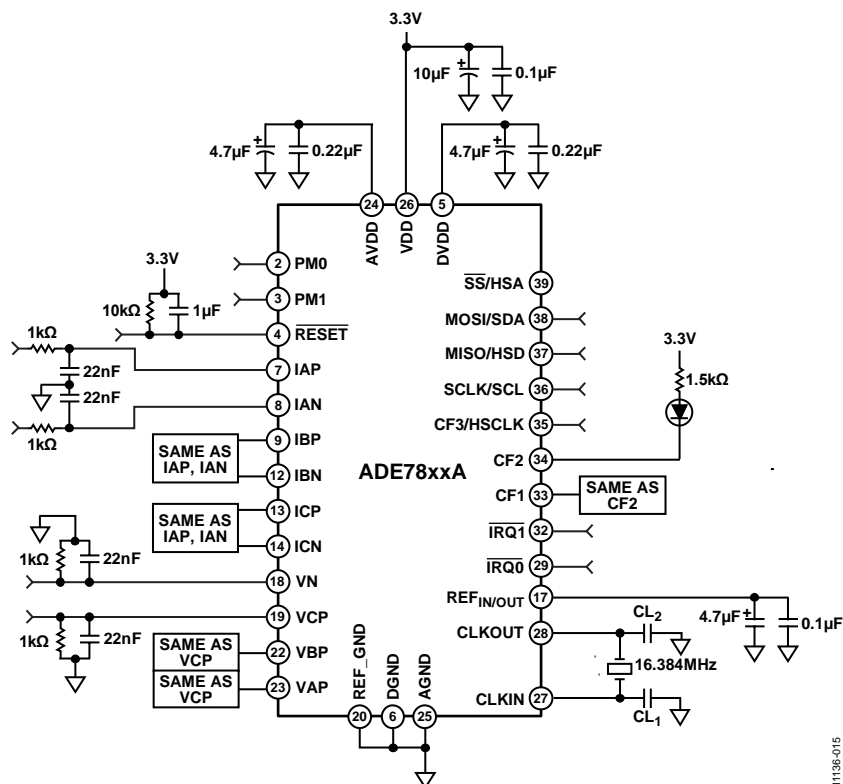 3.3V
10µF
+
0.1µF
4.7µF
+
0.22µF
4.7µF
+
0.22µF
24
26
5
AVDD
VDD
DVDD
2
PM0
3
PM1
3.3V
10kΩ
1µF
4
RESET
1kΩ
22nF
22nF
1kΩ
7
IAP
8
IAN
9
IBP
12
IBN
SAME AS
IAP, IAN
13
ICP
14
ICN
SAME AS
IAP, IAN
1kΩ
22nF
18
VN
19
VCP
1kΩ
22nF
22
VBP
SAME AS
VCP
23
VAP
SAME AS
VCP
ADE78xxA
SS/HSA
39
MOSI/SDA
38
MISO/HSD
37
SCLK/SCL
36
CF3/HSCLK
35
CF2
34
3.3V
1.5kΩ
CF1
33
SAME AS
CF2
IRQ1
32
IRQ0
29
REFIN/OUT
17
4.7µF
+
0.1µF
CLKOUT
28
CL2
16.384MHz
CLKIN
27
CL1
REF_GND
DGND
AGND
20
6
25
11136-015